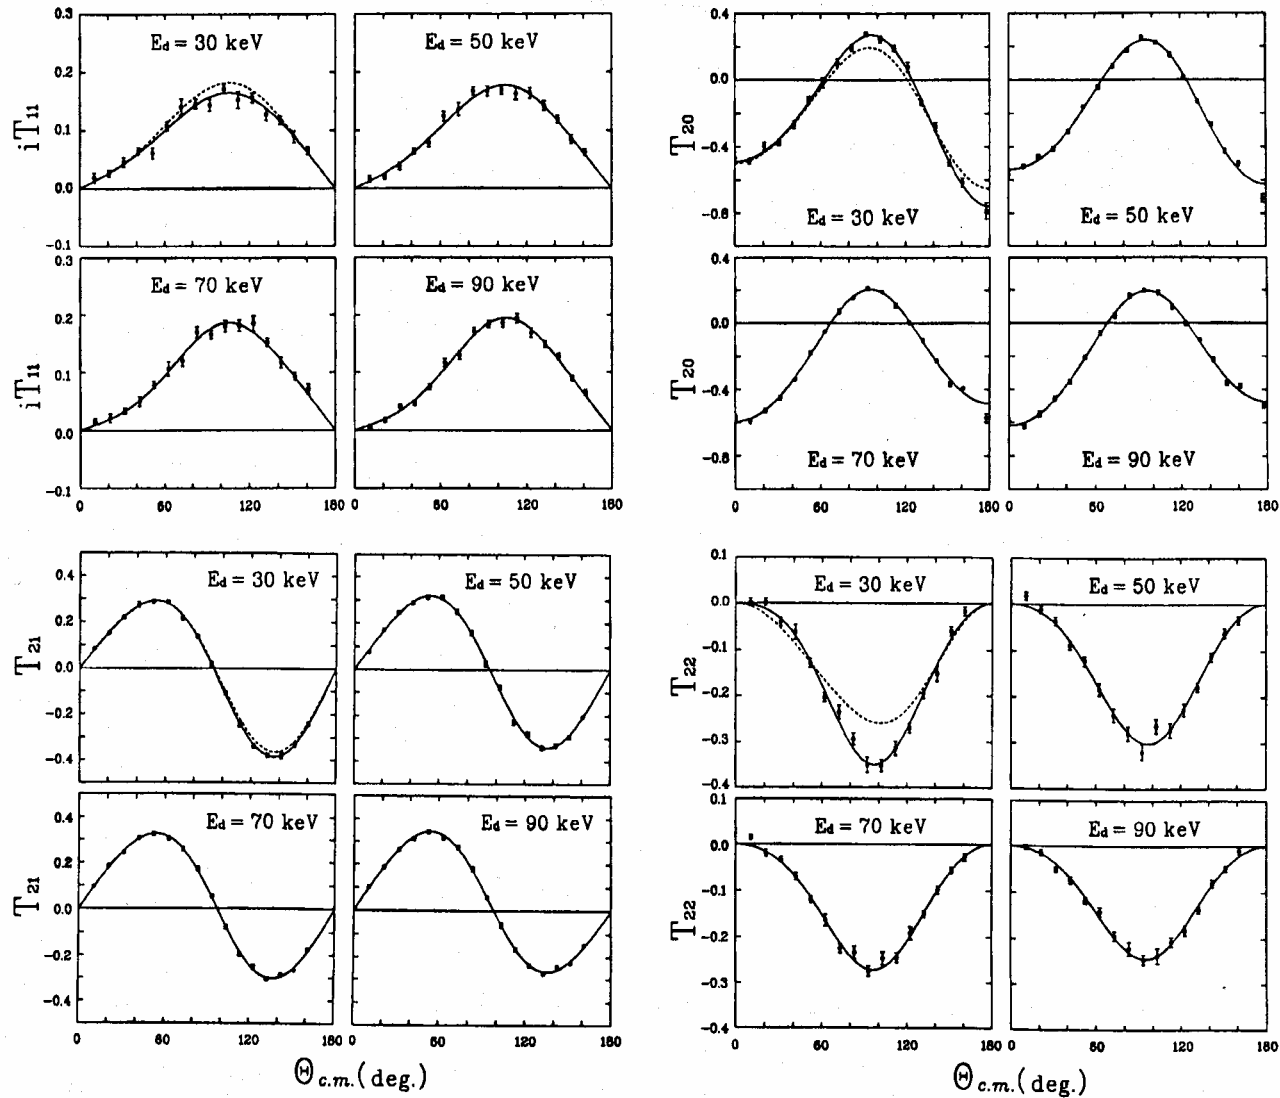 0.3
0.2
0.1
0.0
−0.1
iT11
Ed = 30 keV
Ed = 50 keV
0.3
0.2
0.1
0.0
−0.1
iT11
Ed = 70 keV
Ed = 90 keV
0 60 120 180
0 60 120 180
0.4
0.0
−0.4
−0.8
T20
Ed = 30 keV
Ed = 50 keV
0.4
0.0
−0.4
−0.8
T20
Ed = 70 keV
Ed = 90 keV
0 60 120 180
0 60 120 180
0.4
0.2
0.0
−0.2
−0.4
T21
Ed = 30 keV
Ed = 50 keV
0.4
0.2
0.0
−0.2
−0.4
T21
Ed = 70 keV
Ed = 90 keV
0 60 120 180
0 60 120 180
Θc.m.(deg.)
0.1
0.0
−0.1
−0.2
−0.3
−0.4
T22
Ed = 30 keV
Ed = 50 keV
0.1
0.0
−0.1
−0.2
−0.3
−0.4
T22
Ed = 70 keV
Ed = 90 keV
0 60 120 180
0 60 120 180
Θc.m.(deg.)